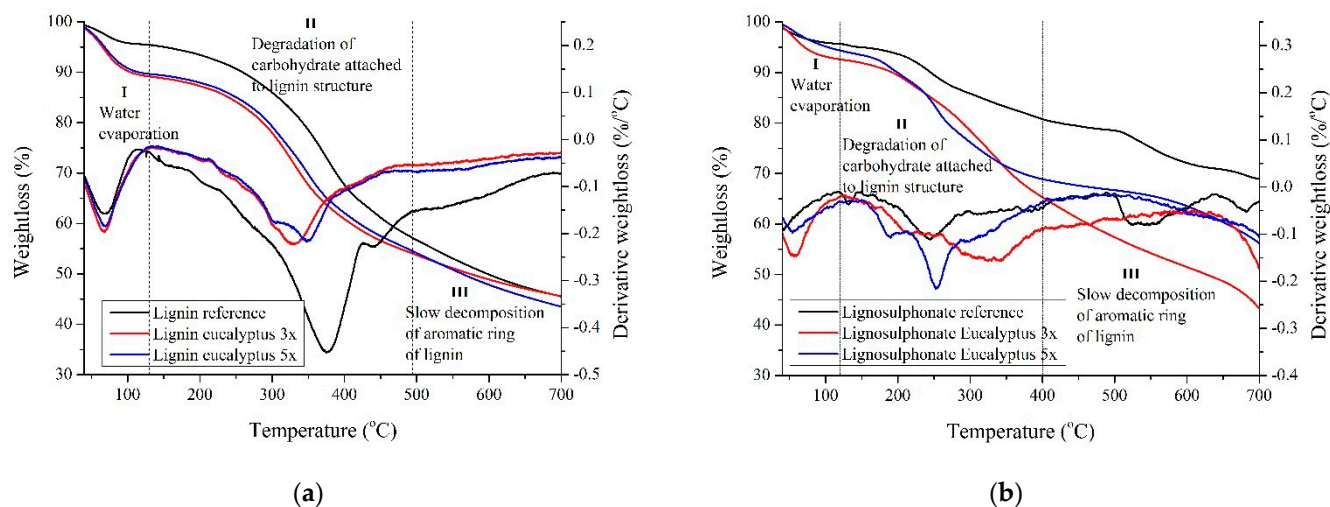 100
90
80
70
60
50
40
30
Weightloss (%)
0.2
0.1
0.0
-0.1
-0.2
-0.3
-0.4
-0.5
Derivative weightloss (%/°C)
I
Water
evaporation
II
Degradation of
carbohydrate attached
to lignin structure
III
Slow decomposition
of aromatic ring
of lignin
Lignin reference
Lignin eucalyptus 3x
Lignin eucalyptus 5x
100 200 300 400 500 600 700
Temperature (°C)
(a)
100
90
80
70
60
50
40
30
Weightloss (%)
0.3
0.2
0.1
0.0
-0.1
-0.2
-0.3
-0.4
Derivative weightloss (%/°C)
I
Water
evaporation
II
Degradation of
carbohydrate attached
to lignin structure
III
Slow decomposition
of aromatic ring
of lignin
Lignosulphonate reference
Lignosulphonate Eucalyptus 3x
Lignosulphonate Eucalyptus 5x
100 200 300 400 500 600 700
Temperature (°C)
(b)